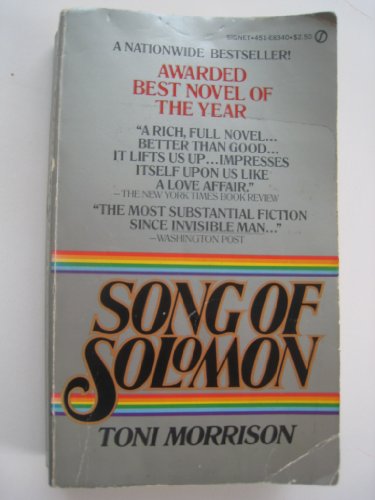 SIGNET•451-E8340•$2.50
A NATIONWIDE BESTSELLER!
AWARDED
BEST NOVEL OF
THE YEAR
"A RICH, FULL NOVEL...
BETTER THAN GOOD...
IT LIFTS US UP...IMPRESSES
ITSELF UPON US LIKE
A LOVE AFFAIR."
—THE NEW YORK TIMES BOOK REVIEW
"THE MOST SUBSTANTIAL FICTION
SINCE INVISIBLE MAN..."
—WASHINGTON POST
SONG OF
SOLOMON
TONI MORRISON